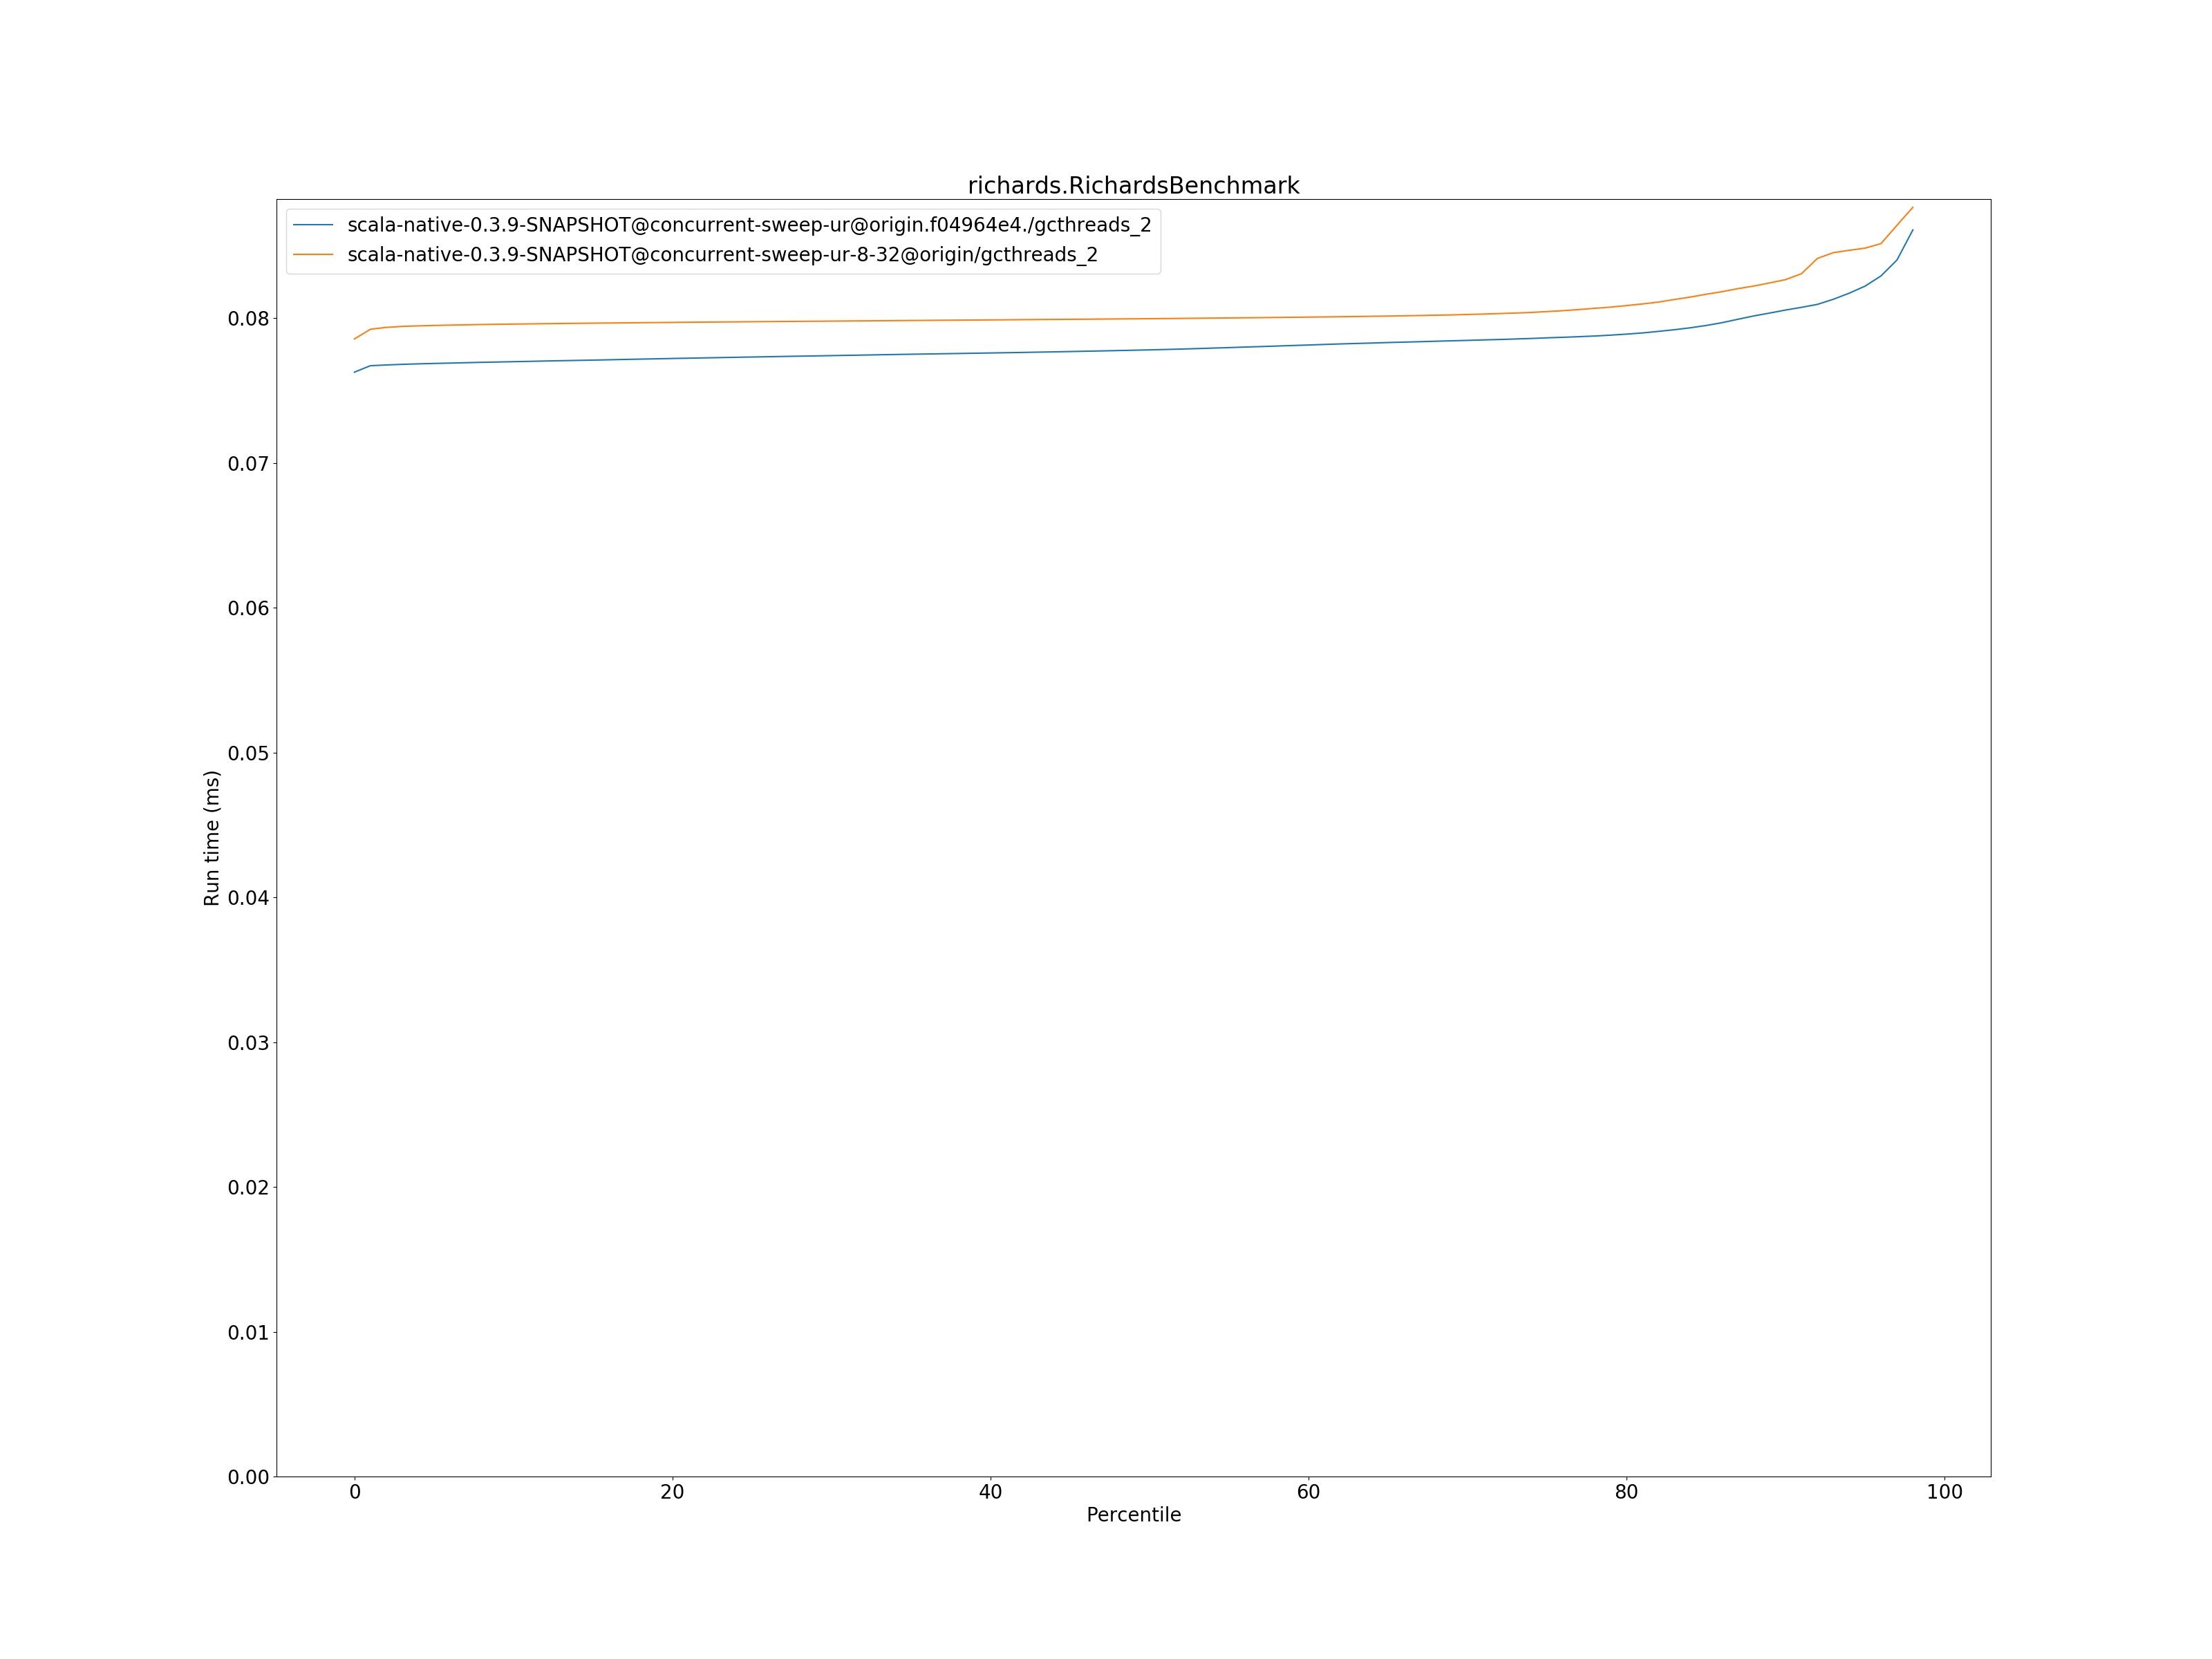 richards.RichardsBenchmark
scala-native-0.3.9-SNAPSHOT@concurrent-sweep-ur@origin.f04964e4./gcthreads_2
scala-native-0.3.9-SNAPSHOT@concurrent-sweep-ur-8-32@origin/gcthreads_2
0.08
0.07
0.06
0.05
0.04
0.03
0.02
0.01
0.00
Run time (ms)
0 20 40 60 80 100
Percentile